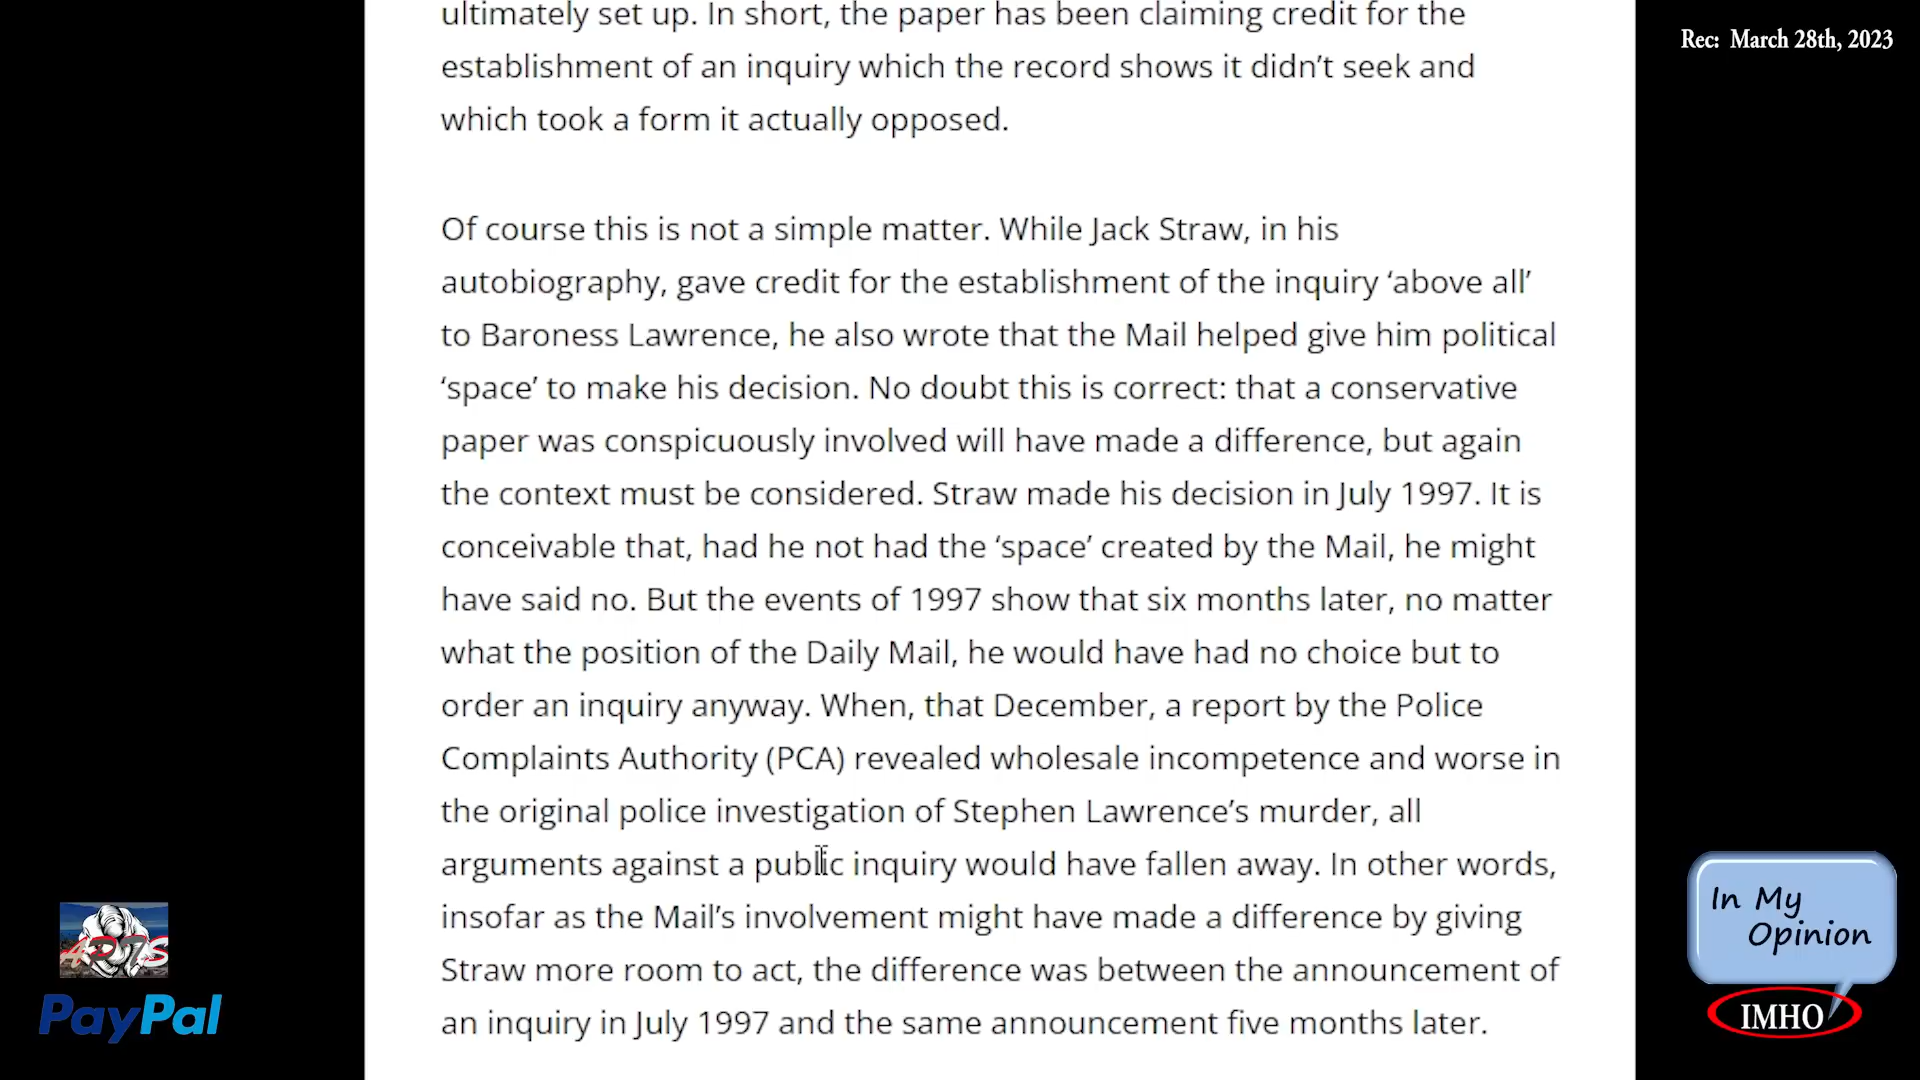 ultimately set up. In short, the paper has been claiming credit for the
establishment of an inquiry which the record shows it didn’t seek and
which took a form it actually opposed.
Of course this is not a simple matter. While Jack Straw, in his
autobiography, gave credit for the establishment of the inquiry ‘above all’
to Baroness Lawrence, he also wrote that the Mail helped give him political
‘space’ to make his decision. No doubt this is correct: that a conservative
paper was conspicuously involved will have made a difference, but again
the context must be considered. Straw made his decision in July 1997. It is
conceivable that, had he not had the ‘space’ created by the Mail, he might
have said no. But the events of 1997 show that six months later, no matter
what the position of the Daily Mail, he would have had no choice but to
order an inquiry anyway. When, that December, a report by the Police
Complaints Authority (PCA) revealed wholesale incompetence and worse in
the original police investigation of Stephen Lawrence’s murder, all
arguments against a public inquiry would have fallen away. In other words,
insofar as the Mail’s involvement might have made a difference by giving
Straw more room to act, the difference was between the announcement of
an inquiry in July 1997 and the same announcement five months later.
Rec: March 28th, 2023
PayPal
In My
Opinion
IMHO